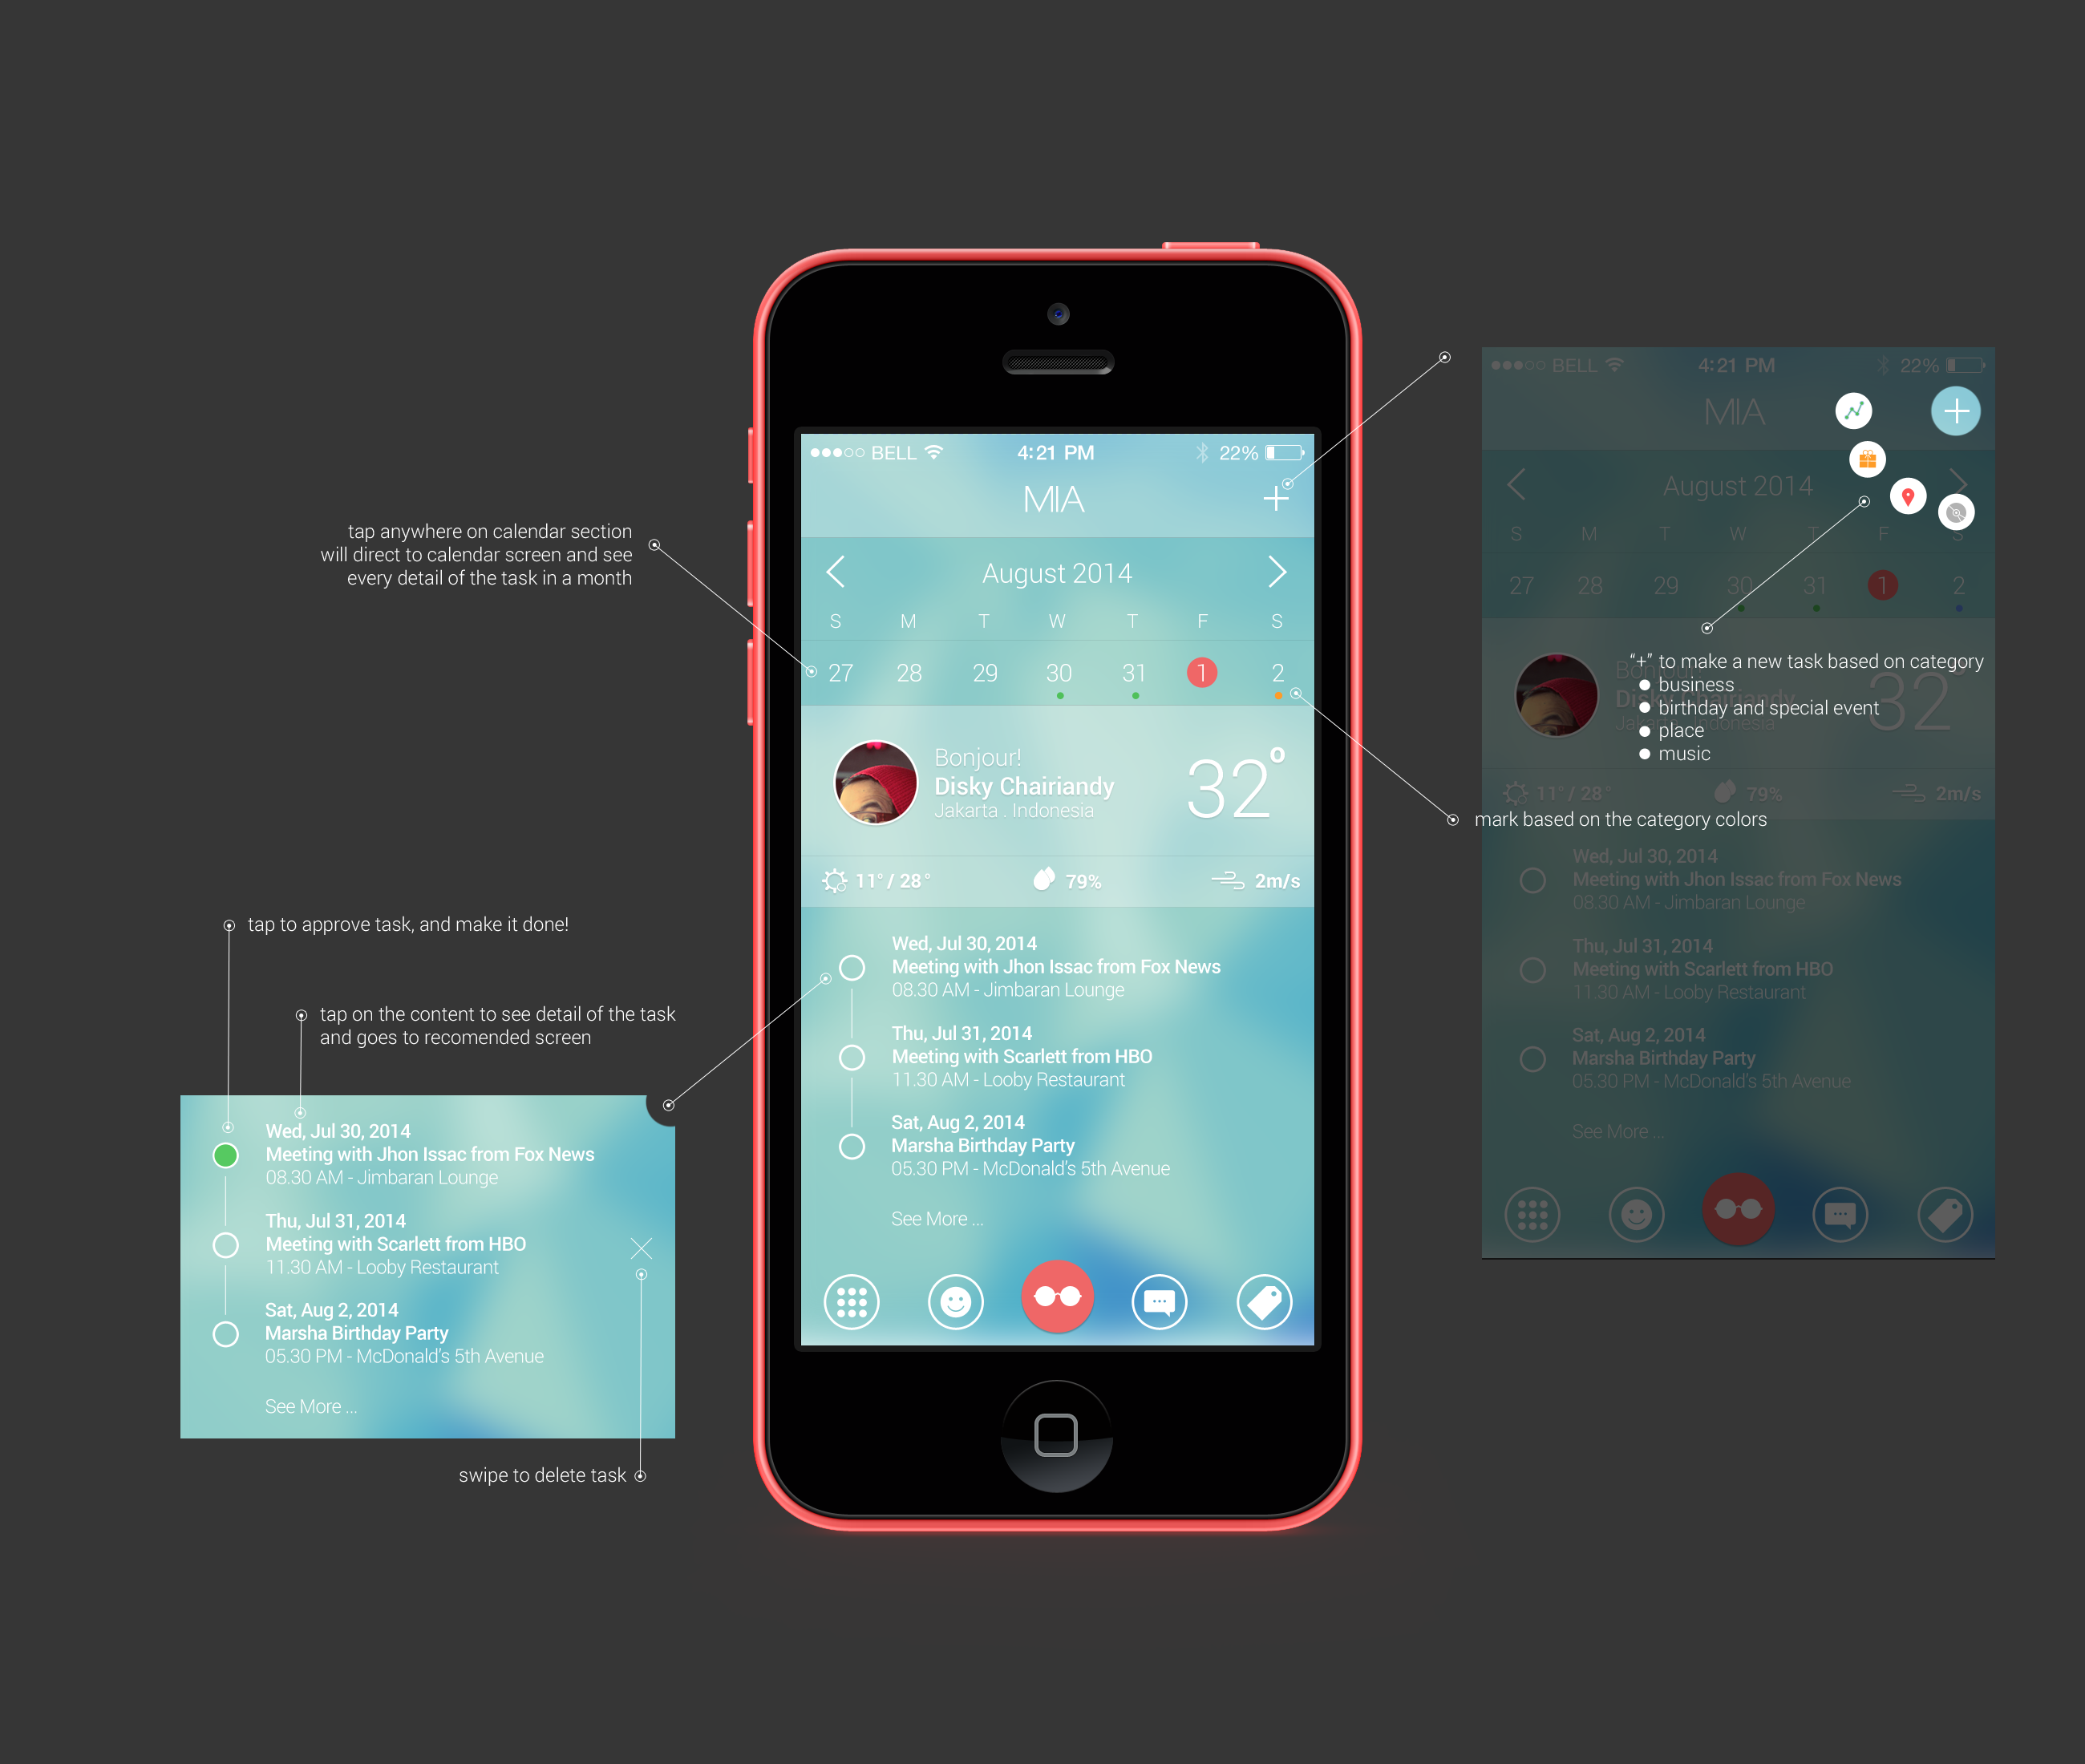 BELL
4:21 PM
22%
MIA
August 2014
S M T W T F S
27 28 29 30 31 1 2
Bonjour!
Disky Chairiandy
Jakarta . Indonesia
32°
11°/ 28°
79%
2m/s
Wed, Jul 30, 2014
Meeting with Jhon Issac from Fox News
08.30 AM - Jimbaran Lounge
Thu, Jul 31, 2014
Meeting with Scarlett from HBO
11.30 AM - Looby Restaurant
Sat, Aug 2, 2014
Marsha Birthday Party
05.30 PM - McDonald's 5th Avenue
See More ...
tap anywhere on calendar section
will direct to calendar screen and see
every detail of the task in a month
tap to approve task, and make it done!
tap on the content to see detail of the task
and goes to recomended screen
Wed, Jul 30, 2014
Meeting with Jhon Issac from Fox News
08.30 AM - Jimbaran Lounge
Thu, Jul 31, 2014
Meeting with Scarlett from HBO
11.30 AM - Looby Restaurant
Sat, Aug 2, 2014
Marsha Birthday Party
05.30 PM - McDonald's 5th Avenue
See More ...
swipe to delete task
BELL
4:21 PM
22%
MIA
August 2014
S M T W T F S
27 28 29 30 31 1 2
"+" to make a new task based on category
business
birthday and special event
place
music
Bonjour!
Disky Chairiandy
Jakarta . Indonesia
32°
11°/ 28°
79%
2m/s
mark based on the category colors
Wed, Jul 30, 2014
Meeting with Jhon Issac from Fox News
08.30 AM - Jimbaran Lounge
Thu, Jul 31, 2014
Meeting with Scarlett from HBO
11.30 AM - Looby Restaurant
Sat, Aug 2, 2014
Marsha Birthday Party
05.30 PM - McDonald's 5th Avenue
See More ...